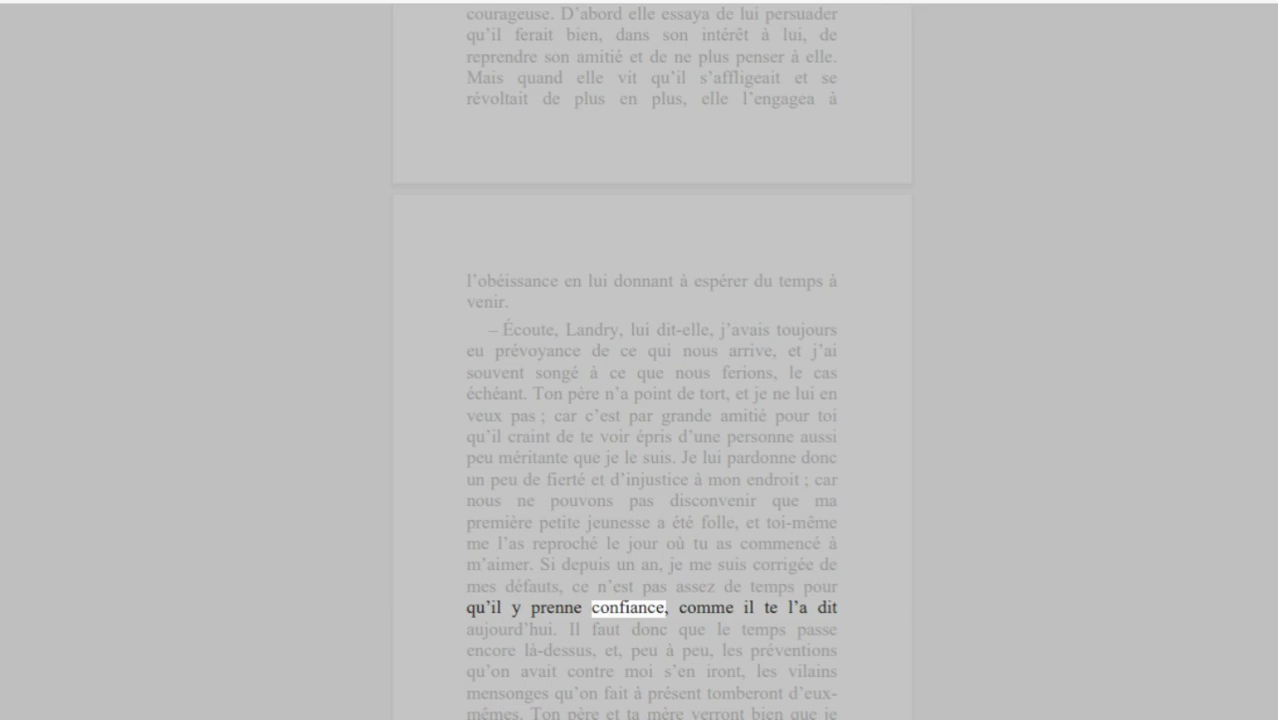 courageuse. D’abord elle essaya de lui persuader
qu’il ferait bien, dans son intérêt à lui, de
reprendre son amitié et de ne plus penser à elle.
Mais quand elle vit qu’il s’affligeait et se
révoltait de plus en plus, elle l’engagea à
l’obéissance en lui donnant à espérer du temps à
venir.
– Écoute, Landry, lui dit-elle, j’avais toujours
eu prévoyance de ce qui nous arrive, et j’ai
souvent songé à ce que nous ferions, le cas
échéant. Ton père n’a point de tort, et je ne lui en
veux pas ; car c’est par grande amitié pour toi
qu’il craint de te voir épris d’une personne aussi
peu méritante que je le suis. Je lui pardonne donc
un peu de fierté et d’injustice à mon endroit ; car
nous ne pouvons pas disconvenir que ma
première petite jeunesse a été folle, et toi-même
me l’as reproché le jour où tu as commencé à
m’aimer. Si depuis un an, je me suis corrigée de
mes défauts, ce n’est pas assez de temps pour
qu’il y prenne confiance, comme il te l’a dit
aujourd’hui. Il faut donc que le temps passe
encore là-dessus, et, peu à peu, les préventions
qu’on avait contre moi s’en iront, les vilains
mensonges qu’on fait à présent tomberont d’eux-
mêmes. Ton père et ta mère verront bien que je